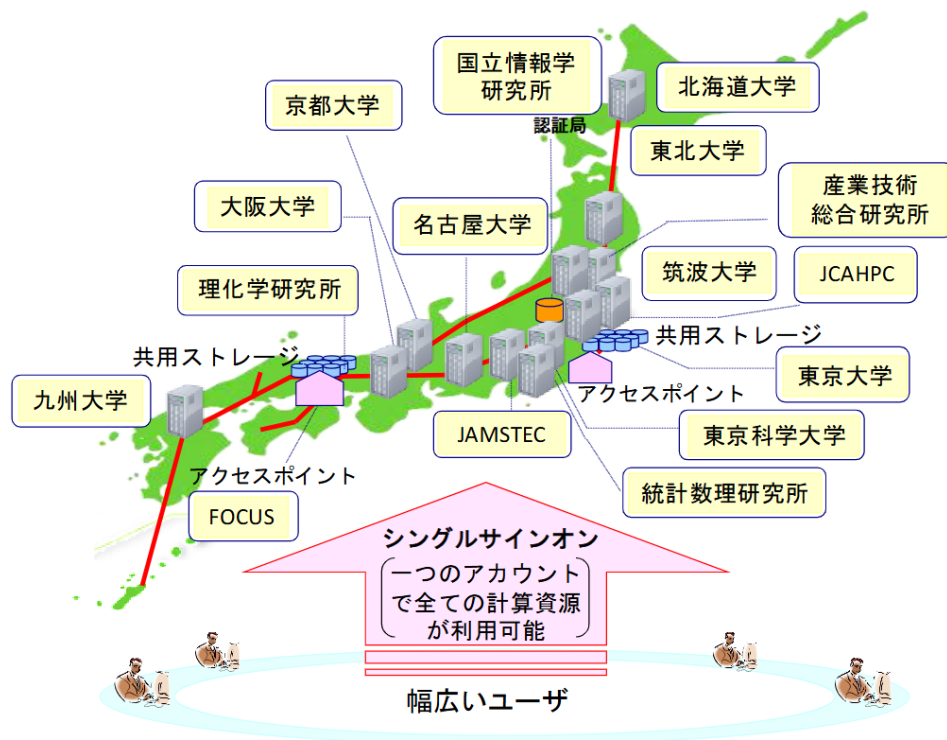 国立情報学
研究所
認証局
北海道大学
京都大学
東北大学
産業技術
総合研究所
大阪大学
名古屋大学
筑波大学
JCAHPC
理化学研究所
共用ストレージ
共用ストレージ
東京大学
九州大学
アクセスポイント
JAMSTEC
東京科学大学
アクセスポイント
統計数理研究所
FOCUS
シングルサインオン
一つのアカウント
で全ての計算資源
が利用可能
幅広いユーザ